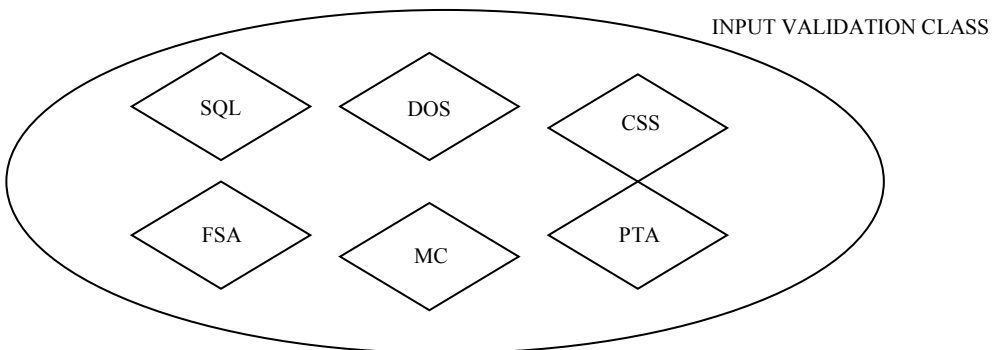 INPUT VALIDATION CLASS
SQL
DOS
CSS
FSA
MC
PTA